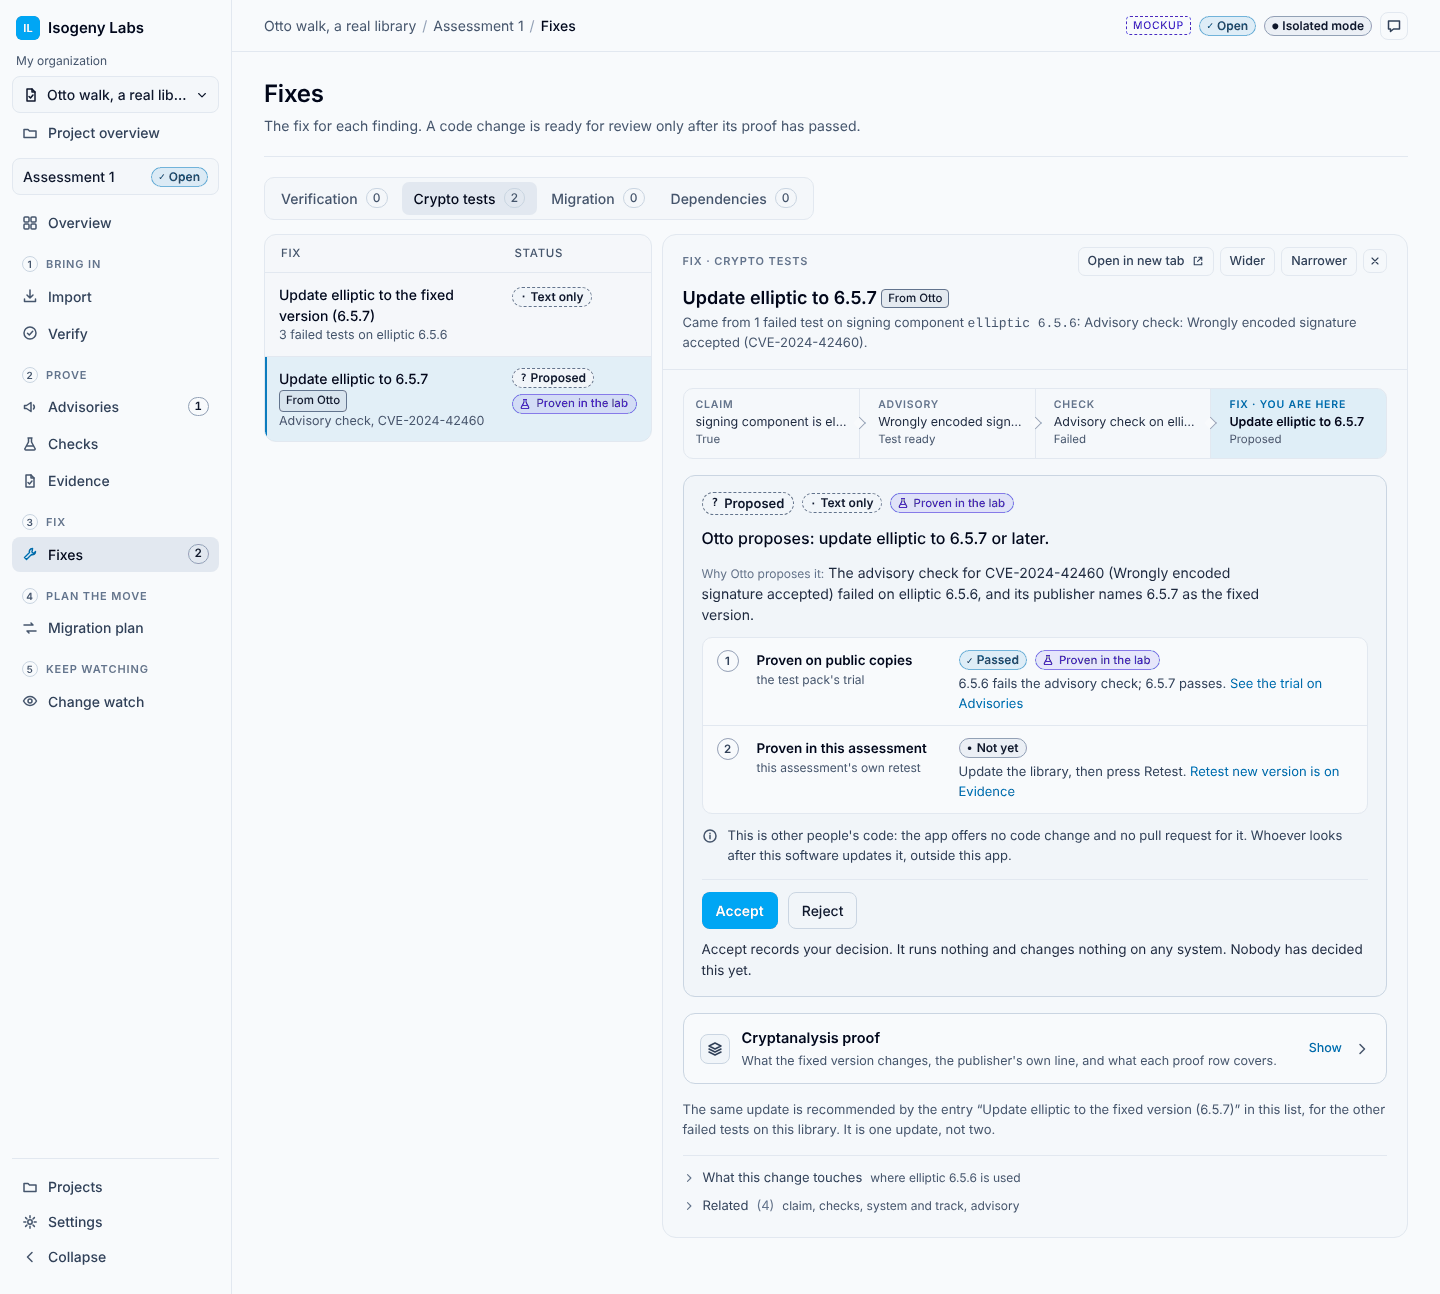 IL Isogeny Labs
My organization
Otto walk, a real lib...
Project overview
Assessment 1 ✓ Open
Overview
1 BRING IN
Import
Verify
2 PROVE
Advisories 1
Checks
Evidence
3 FIX
Fixes 2
4 PLAN THE MOVE
Migration plan
5 KEEP WATCHING
Change watch
Projects
Settings
Collapse
Otto walk, a real library / Assessment 1 / Fixes
MOCKUP ✓ Open • Isolated mode
Fixes
The fix for each finding. A code change is ready for review only after its proof has passed.
Verification 0 Crypto tests 2 Migration 0 Dependencies 0
FIX STATUS
Update elliptic to the fixed
version (6.5.7)
· Text only
3 failed tests on elliptic 6.5.6
Update elliptic to 6.5.7
? Proposed
From Otto
Proven in the lab
Advisory check, CVE-2024-42460
FIX · CRYPTO TESTS
Open in new tab Wider Narrower ×
Update elliptic to 6.5.7 From Otto
Came from 1 failed test on signing component elliptic 6.5.6: Advisory check: Wrongly encoded signature
accepted (CVE-2024-42460).
CLAIM
signing component is el...
True
ADVISORY
Wrongly encoded sign...
Test ready
CHECK
Advisory check on elli...
Failed
FIX · YOU ARE HERE
Update elliptic to 6.5.7
Proposed
? Proposed · Text only Proven in the lab
Otto proposes: update elliptic to 6.5.7 or later.
Why Otto proposes it: The advisory check for CVE-2024-42460 (Wrongly encoded
signature accepted) failed on elliptic 6.5.6, and its publisher names 6.5.7 as the fixed
version.
1 Proven on public copies
the test pack's trial
✓ Passed Proven in the lab
6.5.6 fails the advisory check; 6.5.7 passes. See the trial on
Advisories
2 Proven in this assessment
this assessment's own retest
• Not yet
Update the library, then press Retest. Retest new version is on
Evidence
This is other people's code: the app offers no code change and no pull request for it. Whoever looks
after this software updates it, outside this app.
Accept Reject
Accept records your decision. It runs nothing and changes nothing on any system. Nobody has decided
this yet.
Cryptanalysis proof
What the fixed version changes, the publisher's own line, and what each proof row covers.
Show
The same update is recommended by the entry “Update elliptic to the fixed version (6.5.7)” in this list, for the other
failed tests on this library. It is one update, not two.
What this change touches where elliptic 6.5.6 is used
Related (4) claim, checks, system and track, advisory